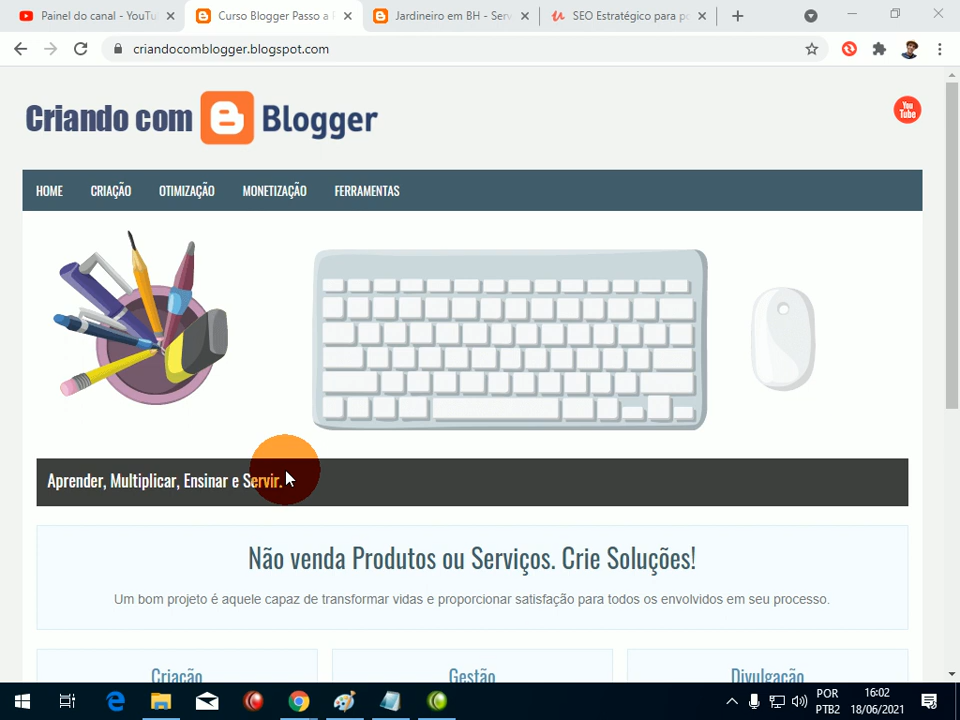 Painel do canal - YouTu
Curso Blogger Passo a
Jardineiro em BH - Serv
SEO Estratégico para po
criandocomblogger.blogspot.com
Criando com Blogger
You
Tube
HOME CRIAÇÃO OTIMIZAÇÃO MONETIZAÇÃO FERRAMENTAS
Aprender, Multiplicar, Ensinar e Servir.
Não venda Produtos ou Serviços. Crie Soluções!
Um bom projeto é aquele capaz de transformar vidas e proporcionar satisfação para todos os envolvidos em seu processo.
Criação Gestão Divulgação
POR 16:02
PTB2 18/06/2021